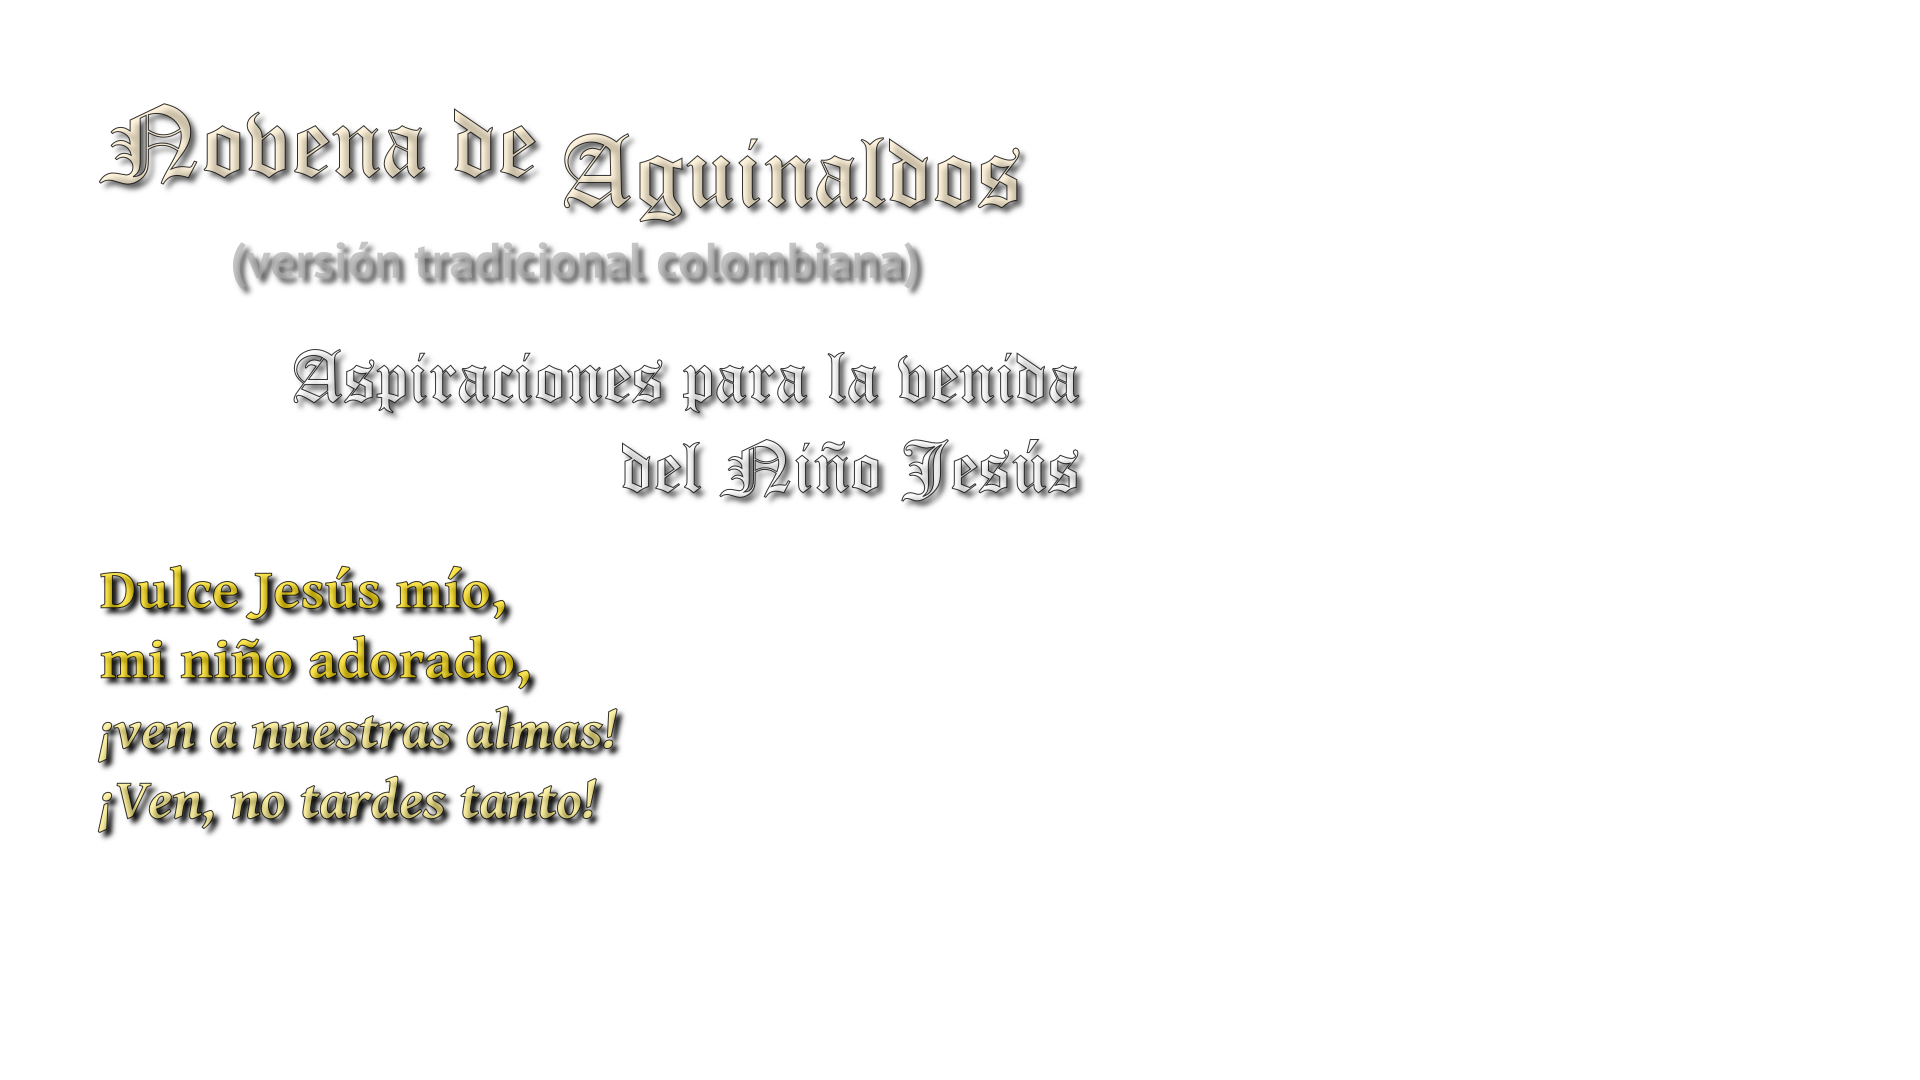 Novena de Aguinaldos
(versión tradicional colombiana)
Aspiraciones para la venida
del Niño Jesús
Dulce Jesús mío,
mi niño adorado,
¡ven a nuestras almas!
¡Ven, no tardes tanto!